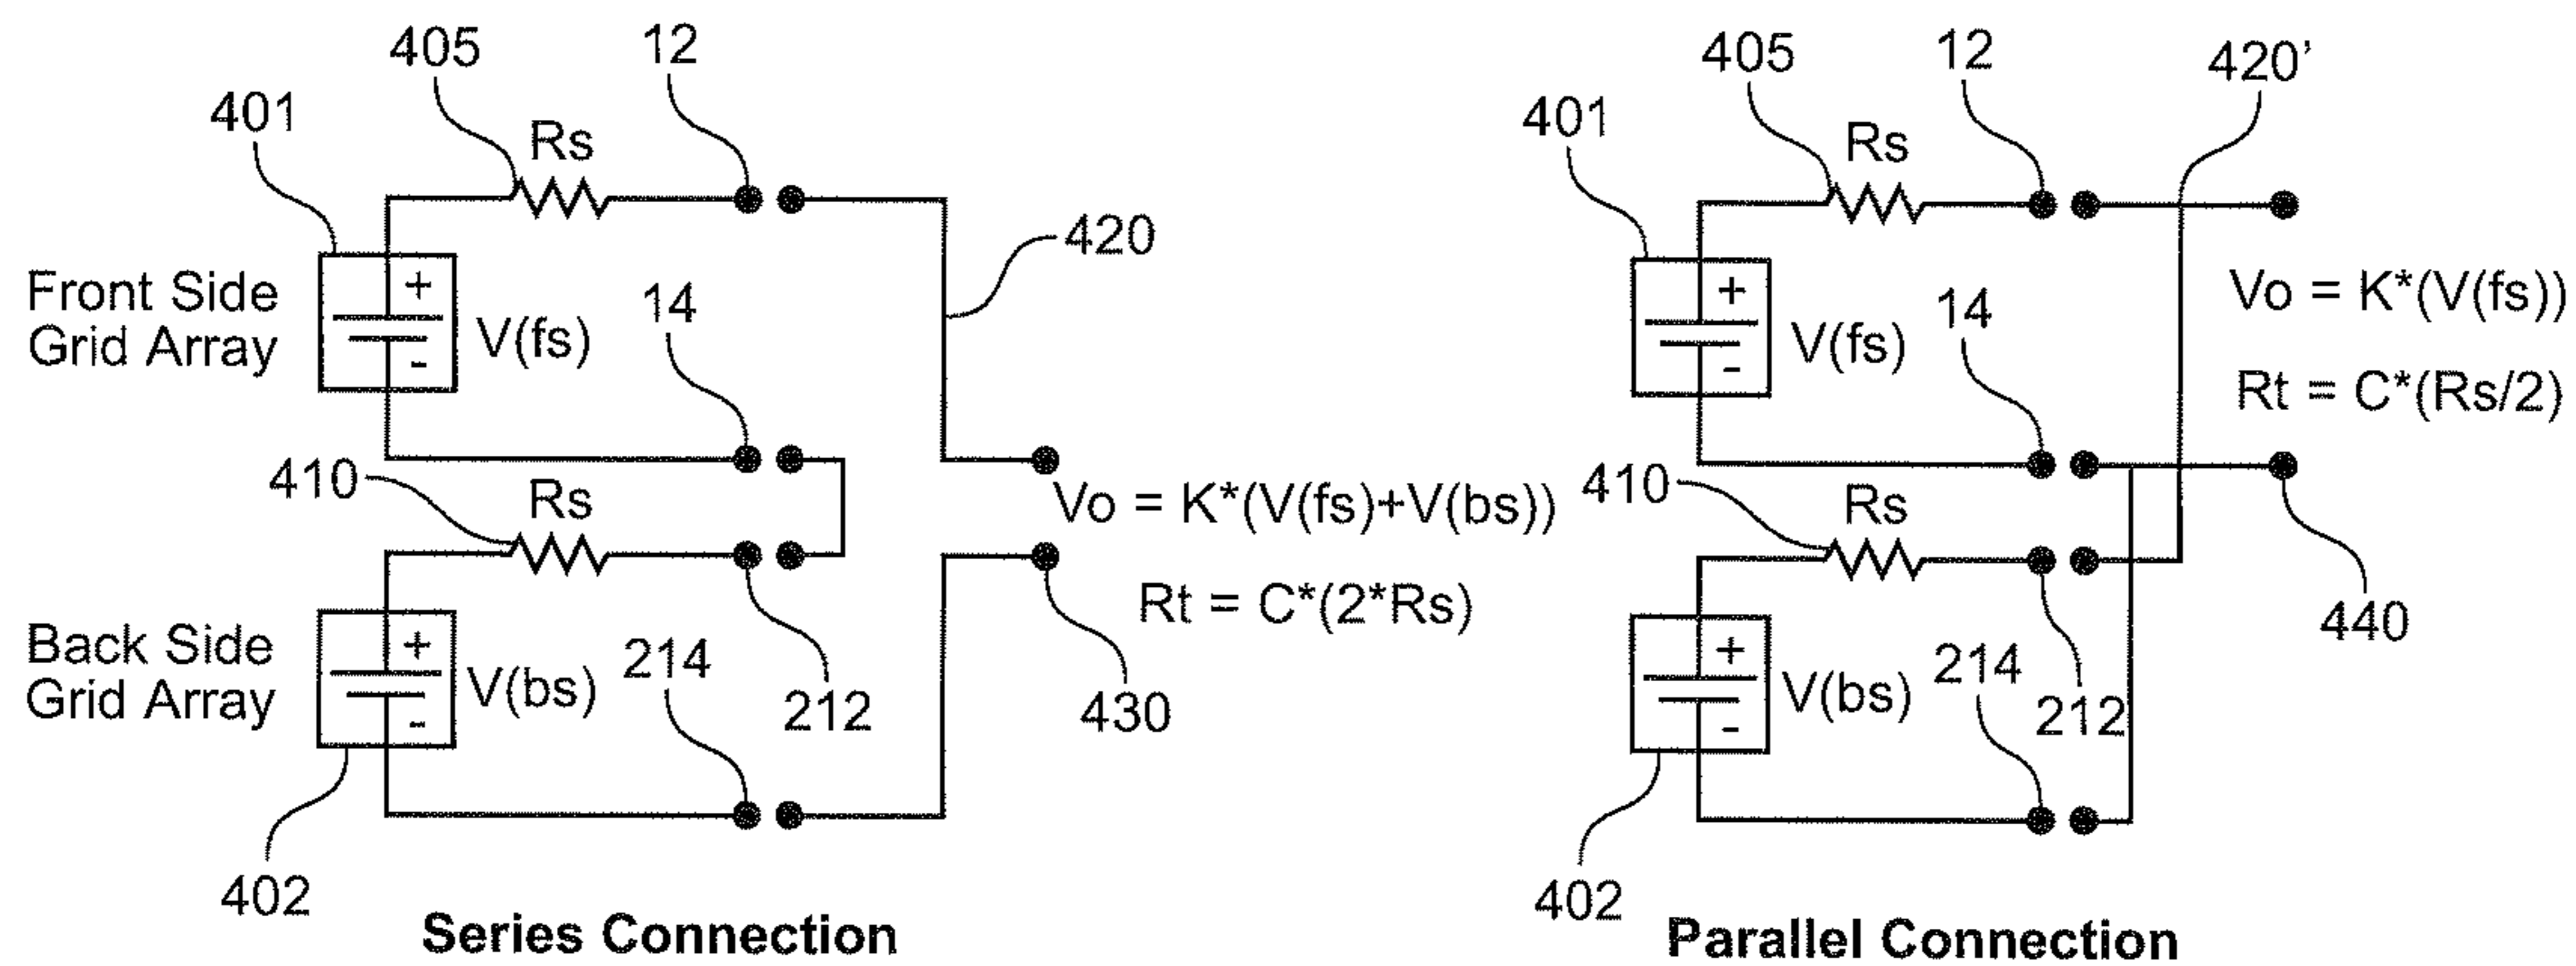 405
12
401
Rs
420
Front Side
Grid Array
+
-
V(fs)
14
410
Rs
Vo = K*(V(fs)+V(bs))
Rt = C*(2*Rs)
Back Side
Grid Array
+
-
V(bs)
214
212
430
402
Series Connection
405
12
420’
401
Rs
+
-
V(fs)
14
Vo = K*(V(fs))
Rt = C*(Rs/2)
410
Rs
440
+
-
V(bs)
214
212
402
Parallel Connection